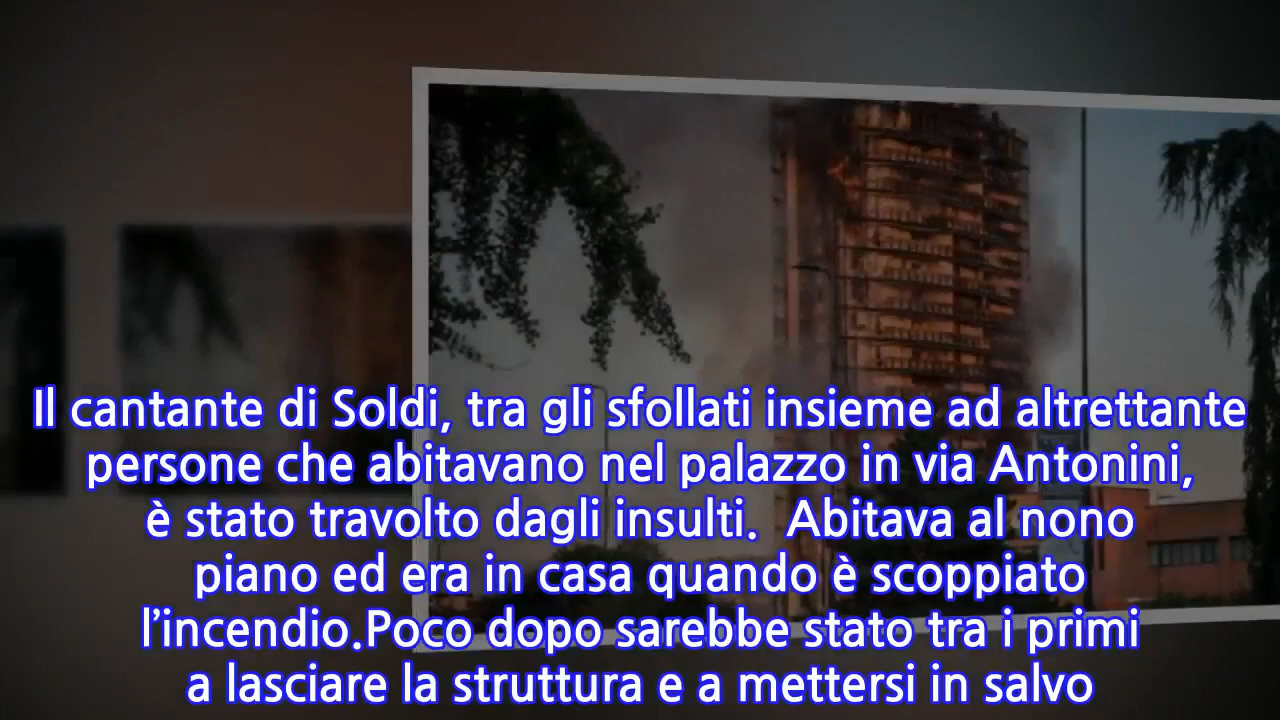 Il cantante di Soldi, tra gli sfollati insieme ad altrettante
persone che abitavano nel palazzo in via Antonini,
è stato travolto dagli insulti.  Abitava al nono
piano ed era in casa quando è scoppiato
l’incendio.Poco dopo sarebbe stato tra i primi
a lasciare la struttura e a mettersi in salvo